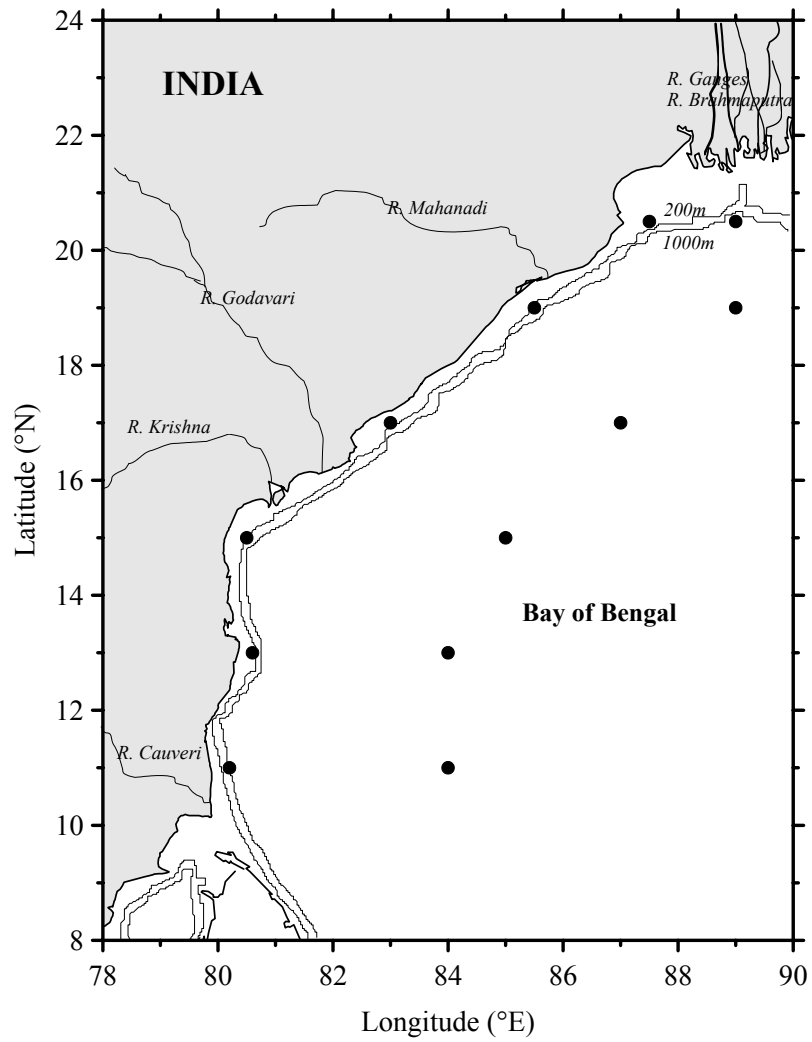 24
INDIA
R. Ganges
R. Brahmaputra
22
200m
R. Mahanadi
1000m
20
R. Godavari
18
R. Krishna
Latitude (°N)
16
14
Bay of Bengal
12
R. Cauveri
10
8
78 80 82 84 86 88 90
Longitude (°E)